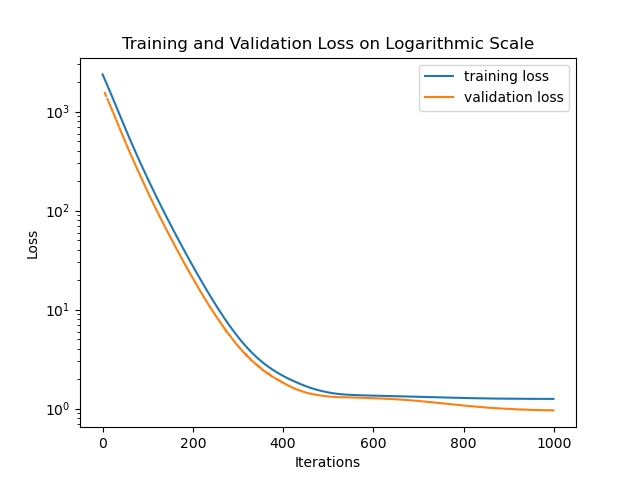 Training and Validation Loss on Logarithmic Scale
training loss
validation loss
10³
10²
10¹
10⁰
Loss
0 200 400 600 800 1000
Iterations